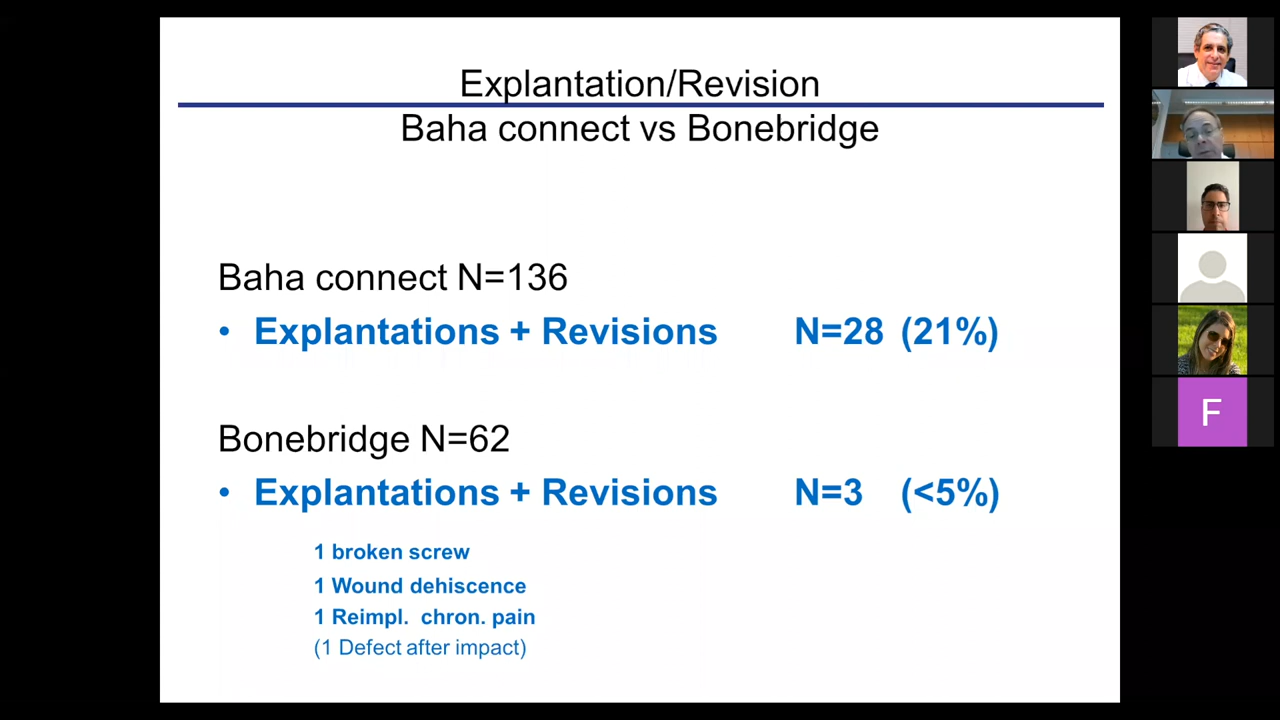 Explantation/Revision
Baha connect vs Bonebridge
Baha connect N=136
• Explantations + Revisions N=28 (21%)
Bonebridge N=62
• Explantations + Revisions N=3 (<5%)
1 broken screw
1 Wound dehiscence
1 Reimpl. chron. pain
(1 Defect after impact)
F